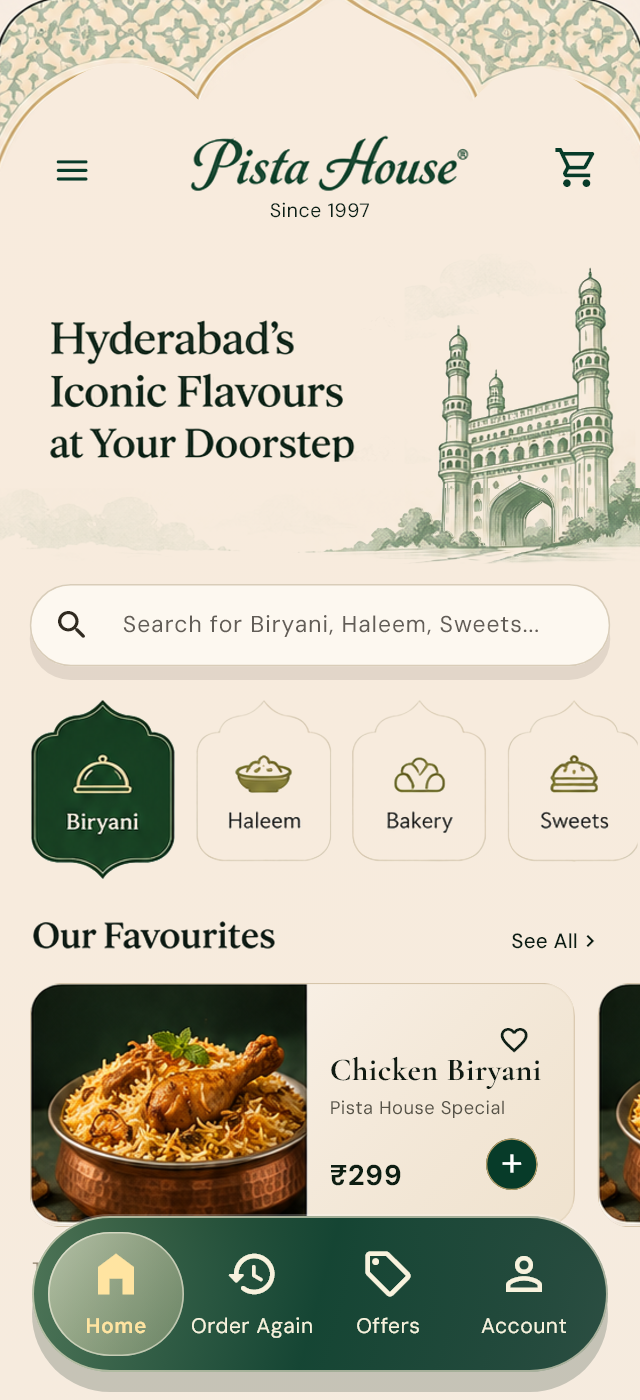 Pista House®
Since 1997
Hyderabad’s
Iconic Flavours
at Your Doorstep
Search for Biryani, Haleem, Sweets...
Biryani
Haleem
Bakery
Sweets
Our Favourites
See All
Chicken Biryani
Pista House Special
₹299
Home
Order Again
Offers
Account